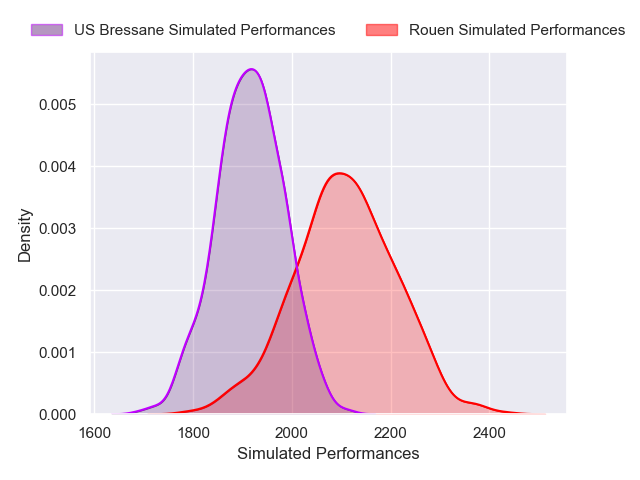 US Bressane Simulated Performances Rouen Simulated Performances
0.005
0.004
0.003
0.002
0.001
0.000
Density
1600 1800 2000 2200 2400
Simulated Performances